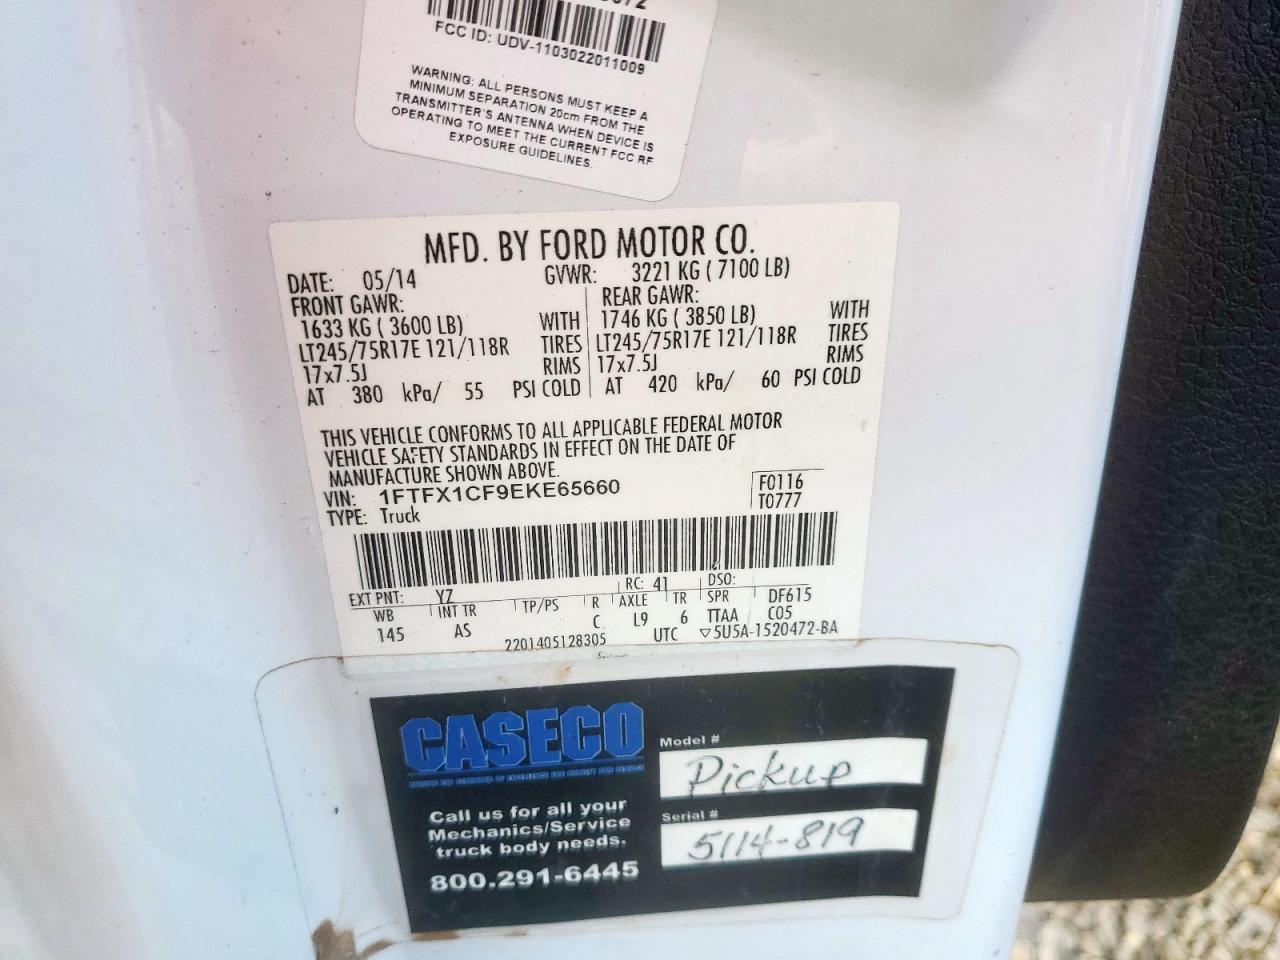 FCC ID: UDV-1103022011009
WARNING: ALL PERSONS MUST KEEP A
MINIMUM SEPARATION 20cm FROM THE
TRANSMITTER'S ANTENNA WHEN DEVICE IS
OPERATING TO MEET THE CURRENT FCC RF
EXPOSURE GUIDELINES.
MFD. BY FORD MOTOR CO.
DATE: 05/14 GVWR: 3221 KG ( 7100 LB)
FRONT GAWR: REAR GAWR:
1633 KG ( 3600 LB) WITH 1746 KG ( 3850 LB) WITH
LT245/75R17E 121/118R TIRES LT245/75R17E 121/118R TIRES
17x7.5J RIMS 17x7.5J RIMS
AT 380 kPa/ 55 PSI COLD AT 420 kPa/ 60 PSI COLD
THIS VEHICLE CONFORMS TO ALL APPLICABLE FEDERAL MOTOR
VEHICLE SAFETY STANDARDS IN EFFECT ON THE DATE OF
MANUFACTURE SHOWN ABOVE.
VIN: 1FTFX1CF9EKE65660 F0116
TYPE: Truck T0777
EXT PNT: YZ RC: 41 DSO:
WB INT TR TP/PS R AXLE TR SPR DF615
145 AS C L9 6 TTAA C05
2201405128305 UTC ▽5U5A-1520472-BA
CASECO
Model #
Pickup
Call us for all your
Mechanics/Service
truck body needs.
800.291-6445
Serial #
5114-819